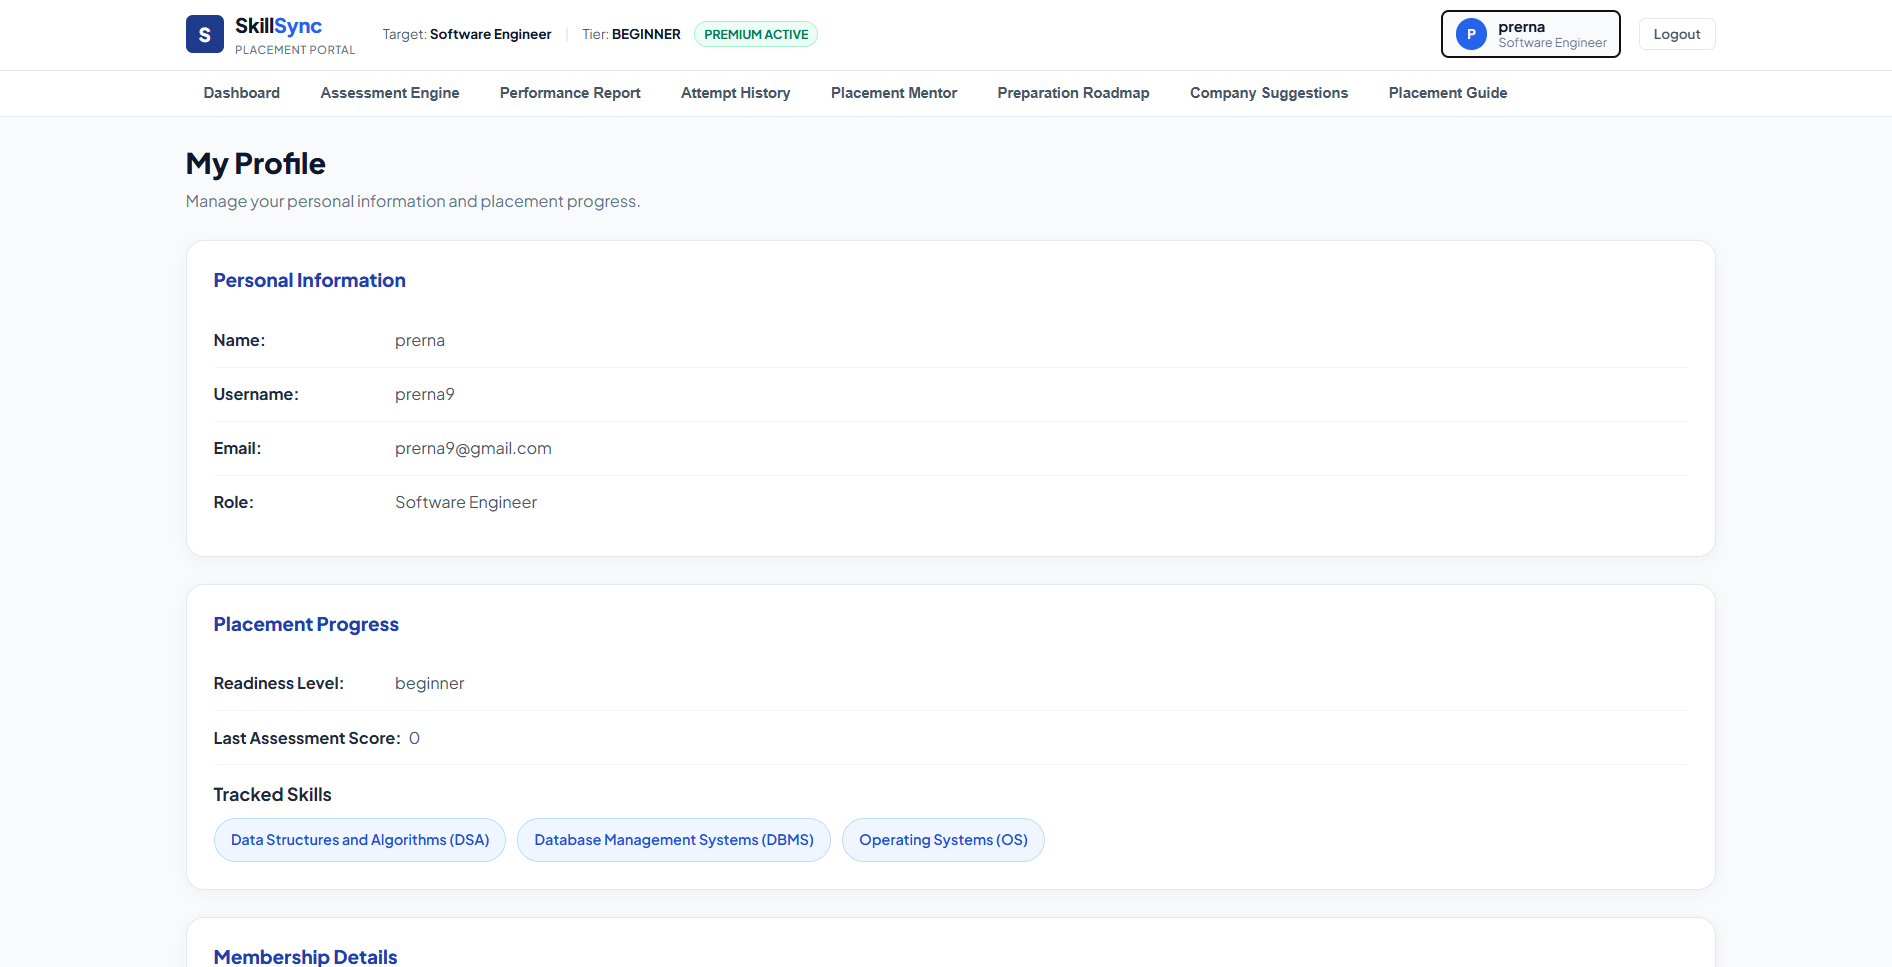 S SkillSync
PLACEMENT PORTAL
Target: Software Engineer | Tier: BEGINNER PREMIUM ACTIVE
P prerna
Software Engineer
Logout
Dashboard Assessment Engine Performance Report Attempt History Placement Mentor Preparation Roadmap Company Suggestions Placement Guide
My Profile
Manage your personal information and placement progress.
Personal Information
Name: prerna
Username: prerna9
Email: prerna9@gmail.com
Role: Software Engineer
Placement Progress
Readiness Level: beginner
Last Assessment Score: 0
Tracked Skills
Data Structures and Algorithms (DSA) Database Management Systems (DBMS) Operating Systems (OS)
Membership Details